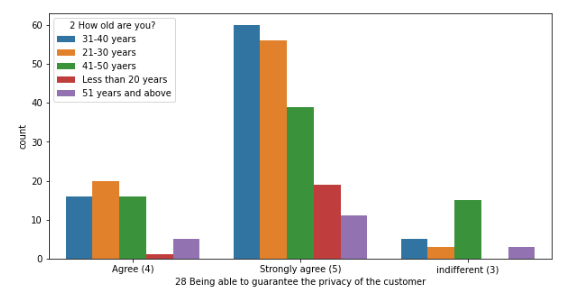 2 How old are you?
31-40 years
21-30 years
41-50 yaers
Less than 20 years
51 years and above
60
50
40
30
20
10
0
count
Agree (4)
Strongly agree (5)
indifferent (3)
28 Being able to guarantee the privacy of the customer